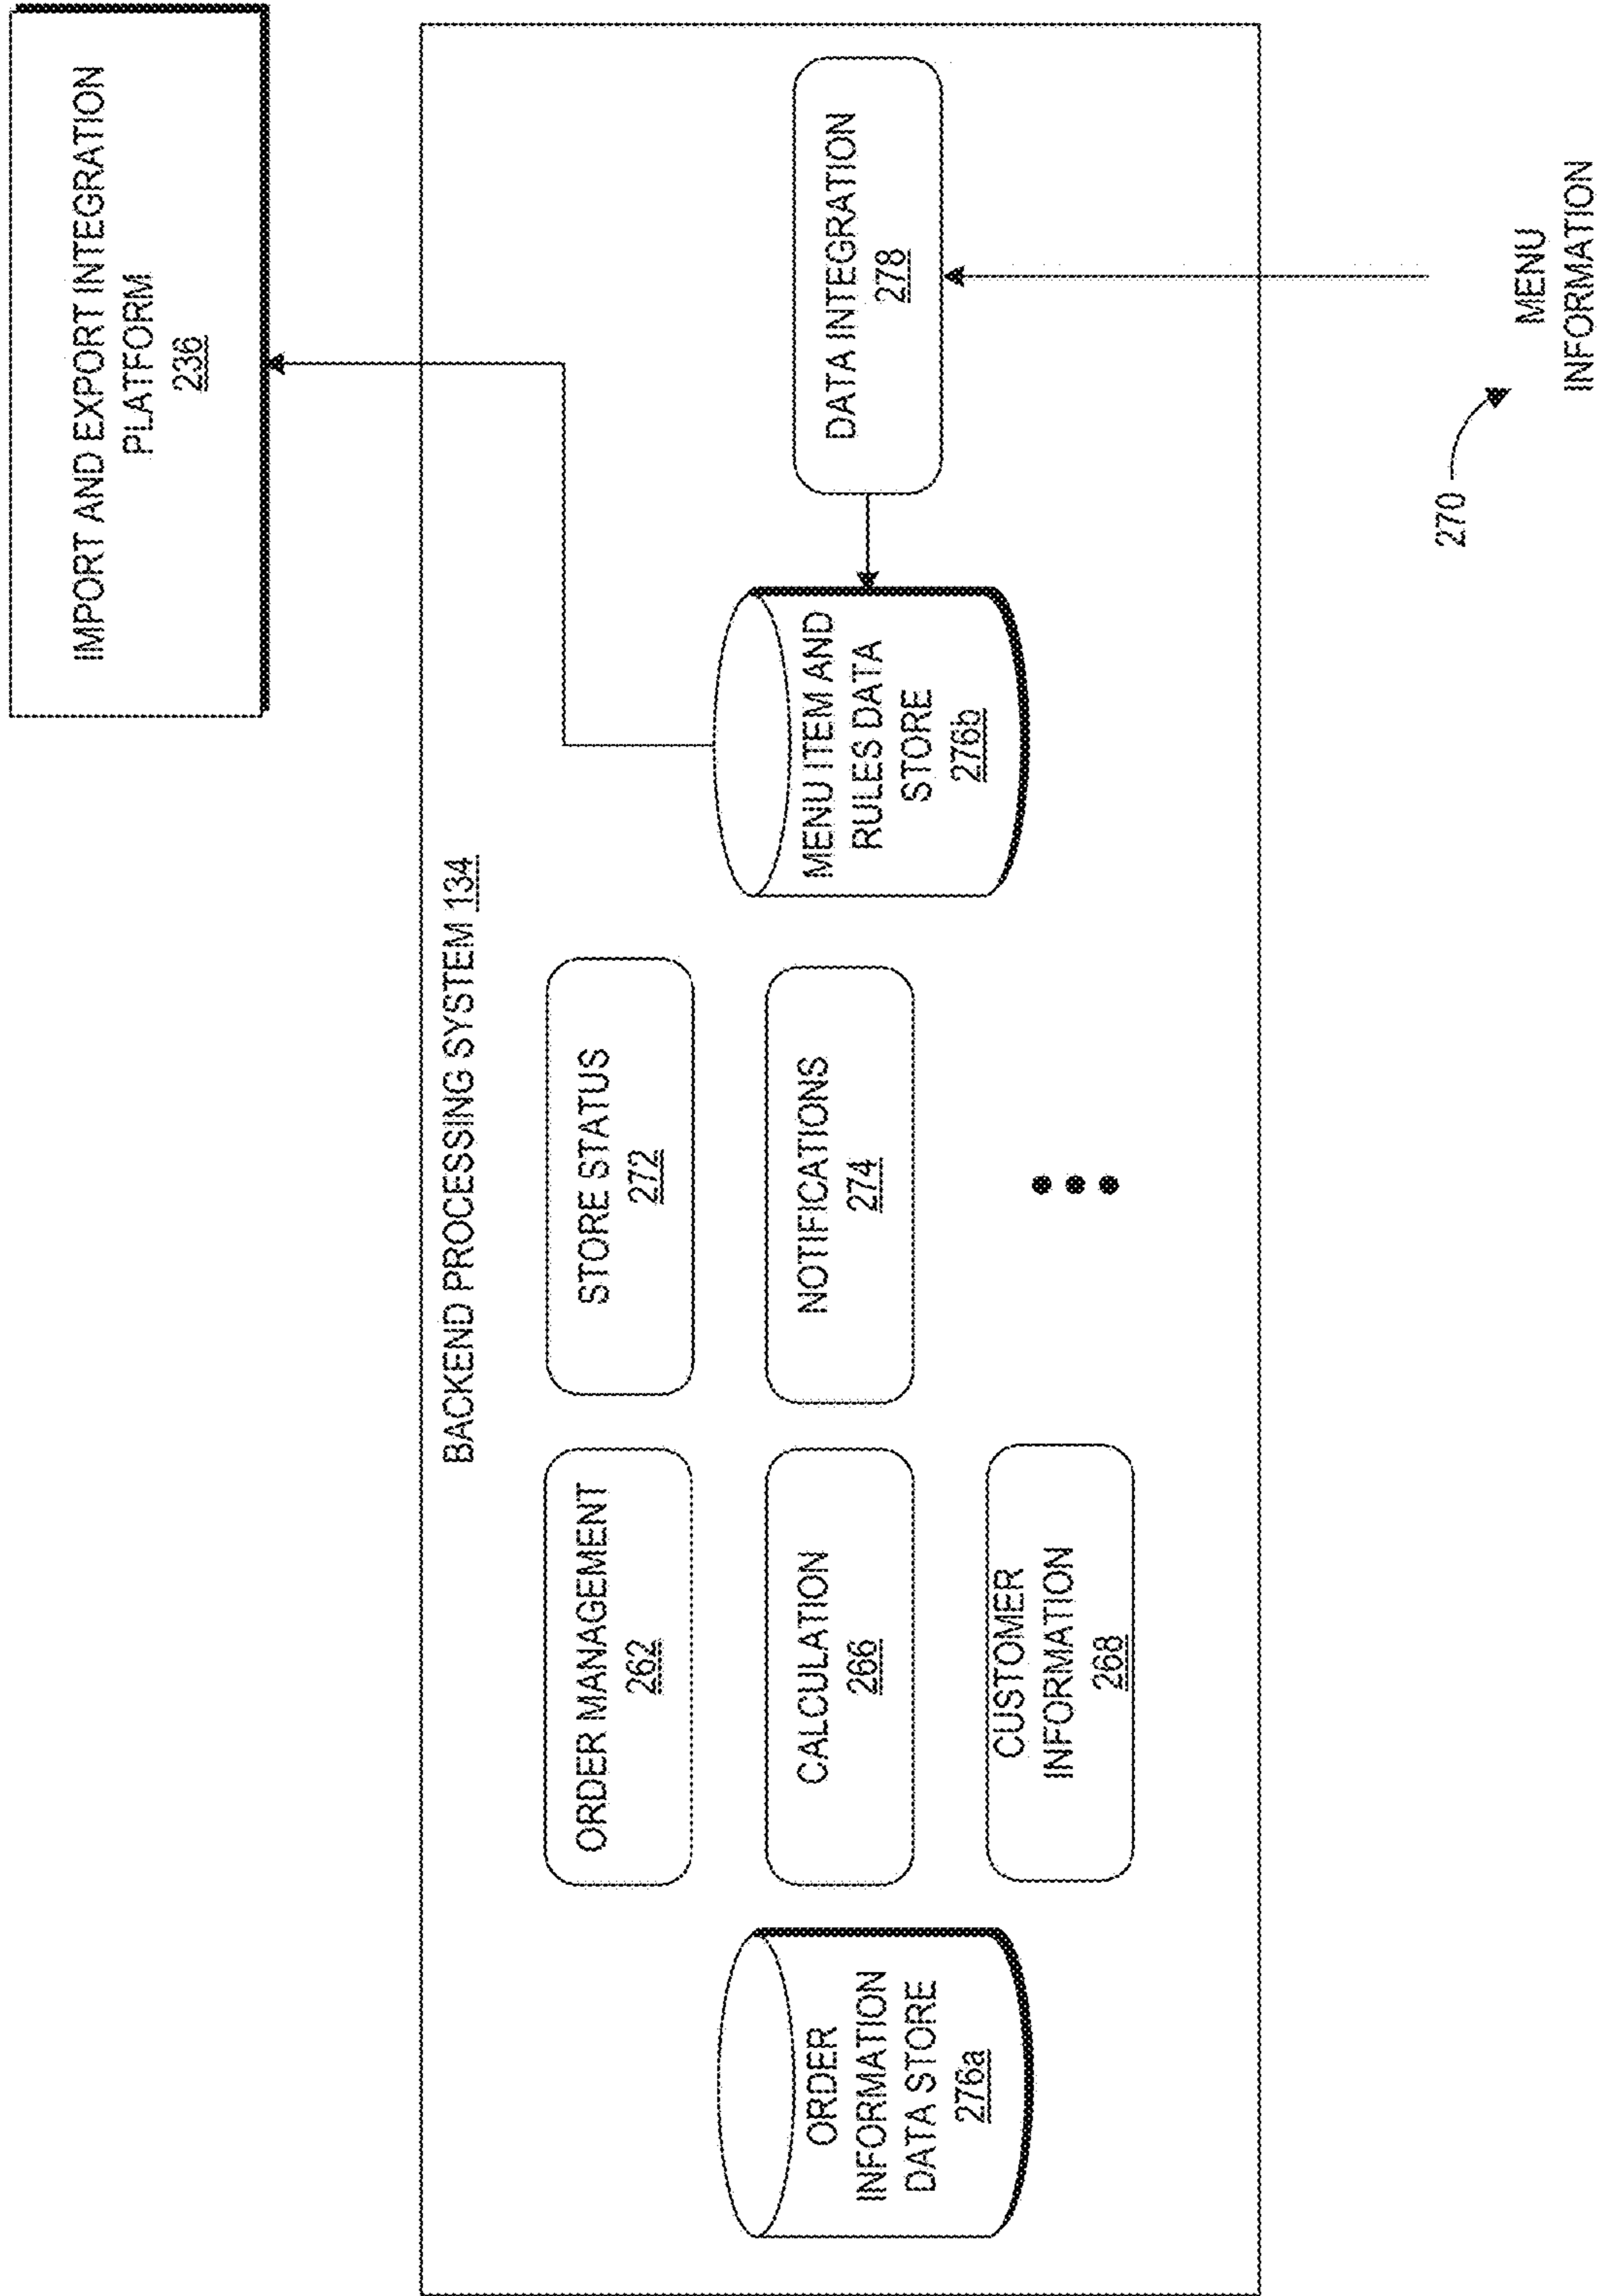 IMPORT AND EXPORT INTEGRATION
PLATFORM
236
BACKEND PROCESSING SYSTEM 134
ORDER
INFORMATION
DATA STORE
276a
ORDER MANAGEMENT
262
CALCULATION
266
CUSTOMER
INFORMATION
268
STORE STATUS
272
NOTIFICATIONS
274
MENU ITEM AND
RULES DATA
STORE
276b
DATA INTEGRATION
278
270
MENU
INFORMATION